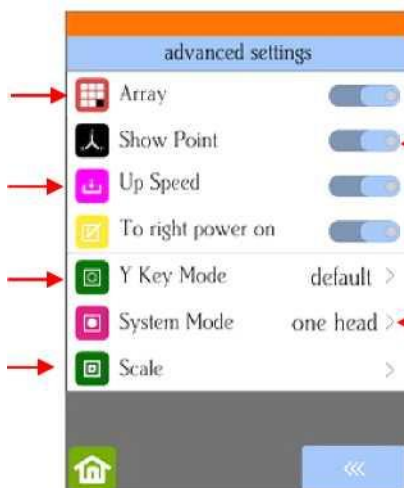 advanced settings
Array
Show Point
Up Speed
To right power on
Y Key Mode default >
System Mode one head >
Scale >
<<<